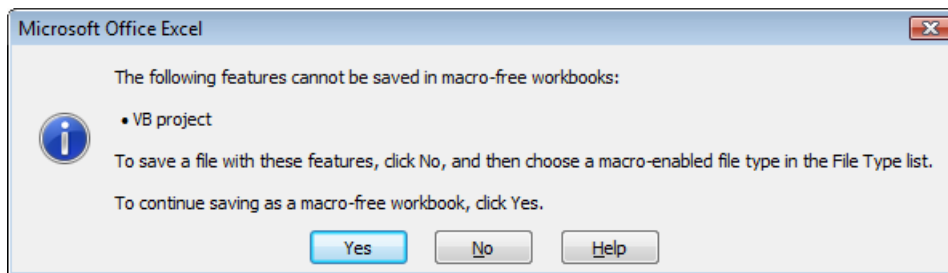 Microsoft Office Excel
The following features cannot be saved in macro-free workbooks:
• VB project
To save a file with these features, click No, and then choose a macro-enabled file type in the File Type list.
To continue saving as a macro-free workbook, click Yes.
Yes No Help